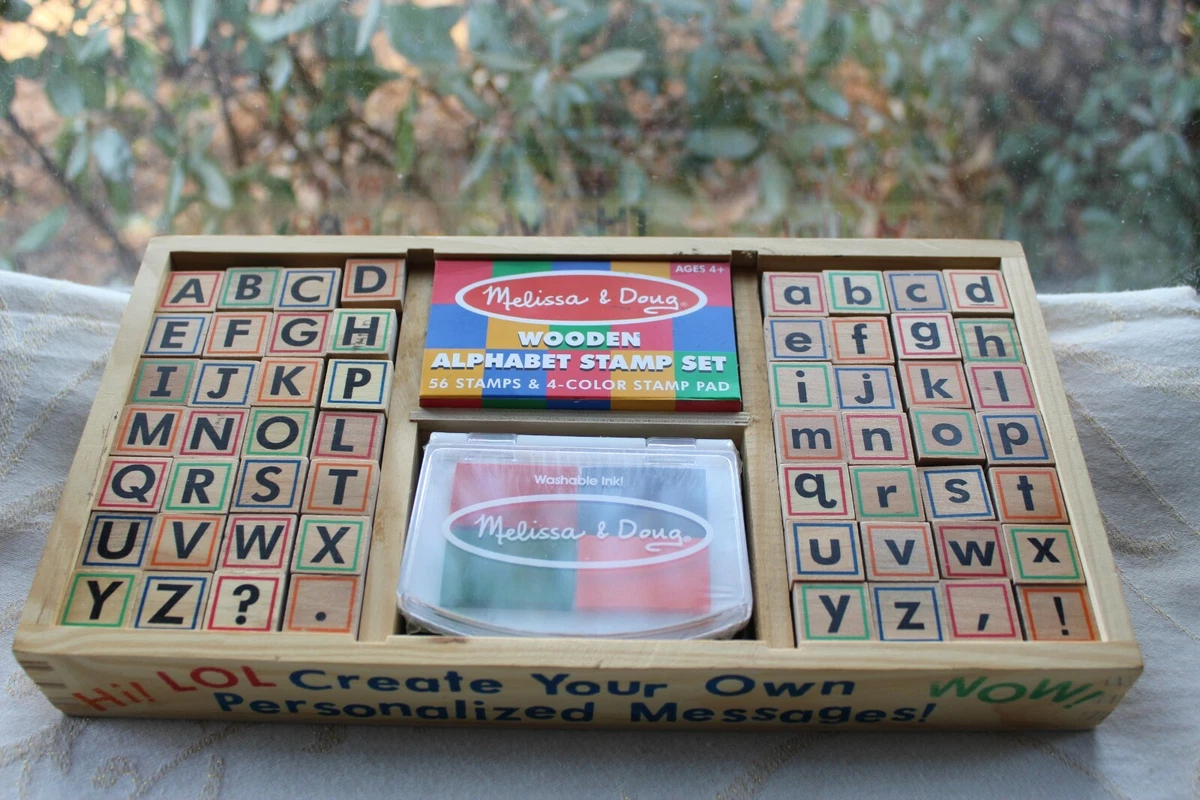 A B C D
E F G H
I J K P
M N O L
Q R S T
U V W X
Y Z ? .
AGES 4+
Melissa & Doug®
WOODEN
ALPHABET STAMP SET
56 STAMPS & 4-COLOR STAMP PAD
Washable Ink!
Melissa & Doug®
a b c d
e f g h
i j k l
m n o p
q r s t
u v w x
y z , !
Hi! LOL Create Your Own WOW!
Personalized Messages!